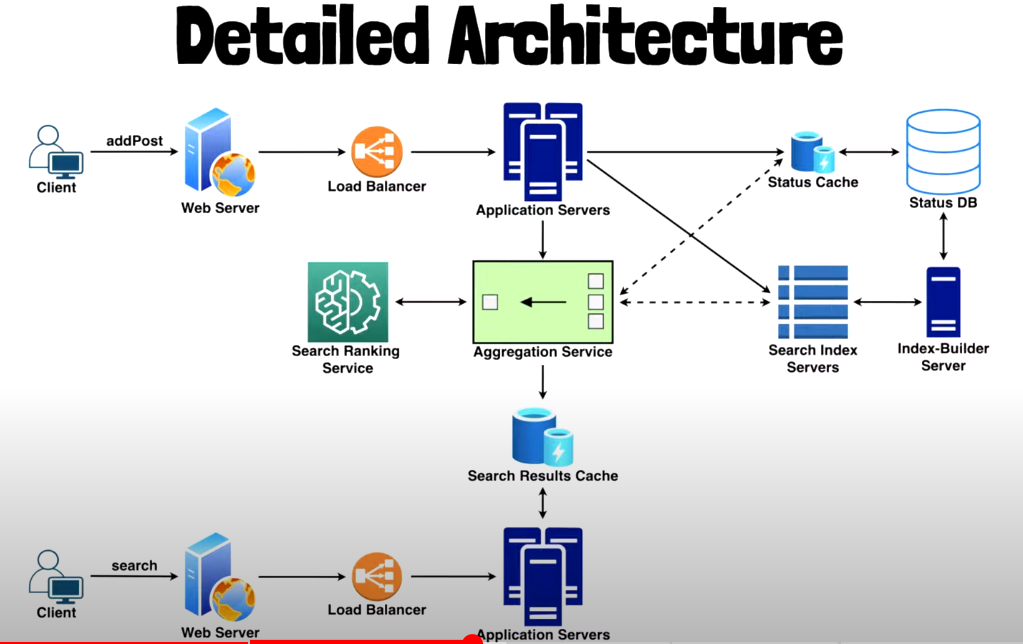 Detailed Architecture
addPost
Client
Web Server
Load Balancer
Application Servers
Status Cache
Status DB
Search Ranking
Service
Aggregation Service
Search Index
Servers
Index-Builder
Server
Search Results Cache
search
Client
Web Server
Load Balancer
Application Servers